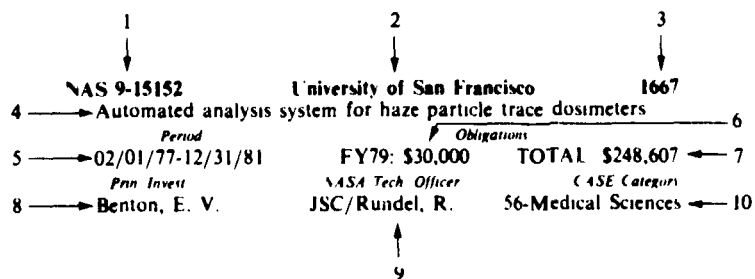 1 2 3
NAS 9-15152 University of San Francisco 1667
4 Automated analysis system for haze particle trace dosimeters
Period Obligations 6
5 02/01/77-12/31/81 FY79: $30,000 TOTAL $248,607 7
Prin Invest NASA Tech Officer CASE Category
8 Benton, E. V. JSC/Rundel, R. 56-Medical Sciences 10
9